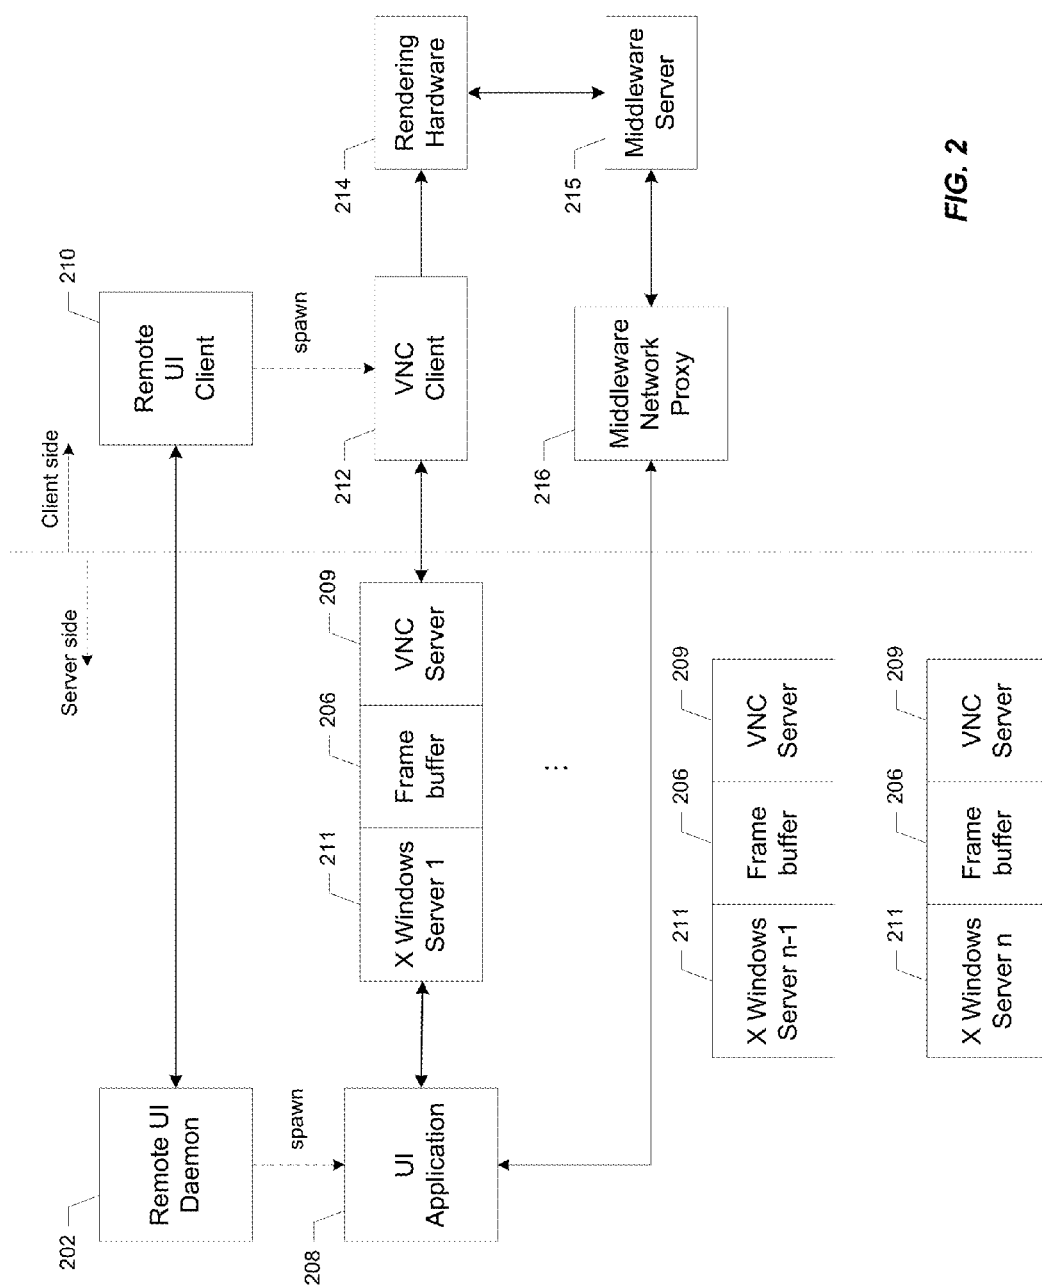 Server side
Client side
202
Remote UI
Daemon
210
Remote
UI
Client
spawn
spawn
208
UI
Application
211
X Windows
Server 1
206
Frame
buffer
209
VNC
Server
212
VNC
Client
214
Rendering
Hardware
⋮
216
Middleware
Network
Proxy
215
Middleware
Server
211
X Windows
Server n-1
206
Frame
buffer
209
VNC
Server
211
X Windows
Server n
206
Frame
buffer
209
VNC
Server
FIG. 2